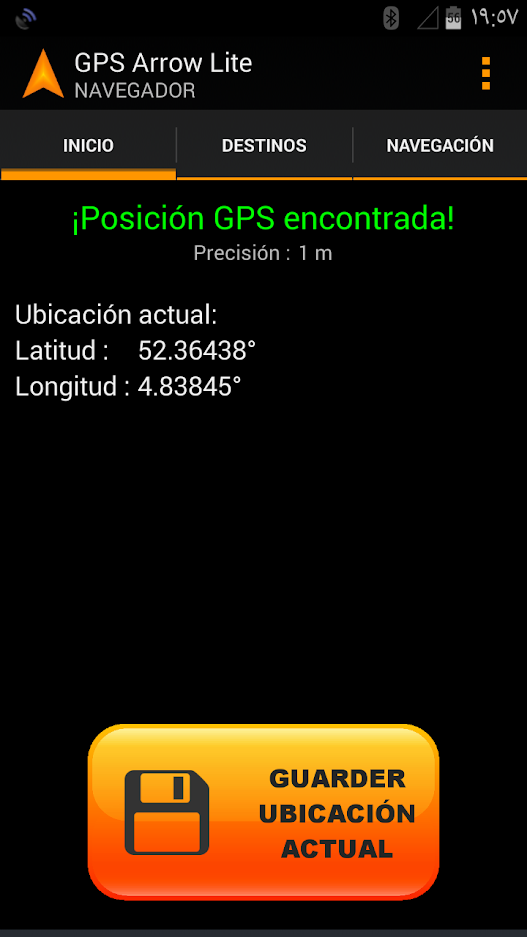 56 ١٩:٥٧
GPS Arrow Lite
NAVEGADOR
INICIO DESTINOS NAVEGACIÓN
¡Posición GPS encontrada!
Precisión : 1 m
Ubicación actual:
Latitud : 52.36438°
Longitud : 4.83845°
GUARDER
UBICACIÓN
ACTUAL